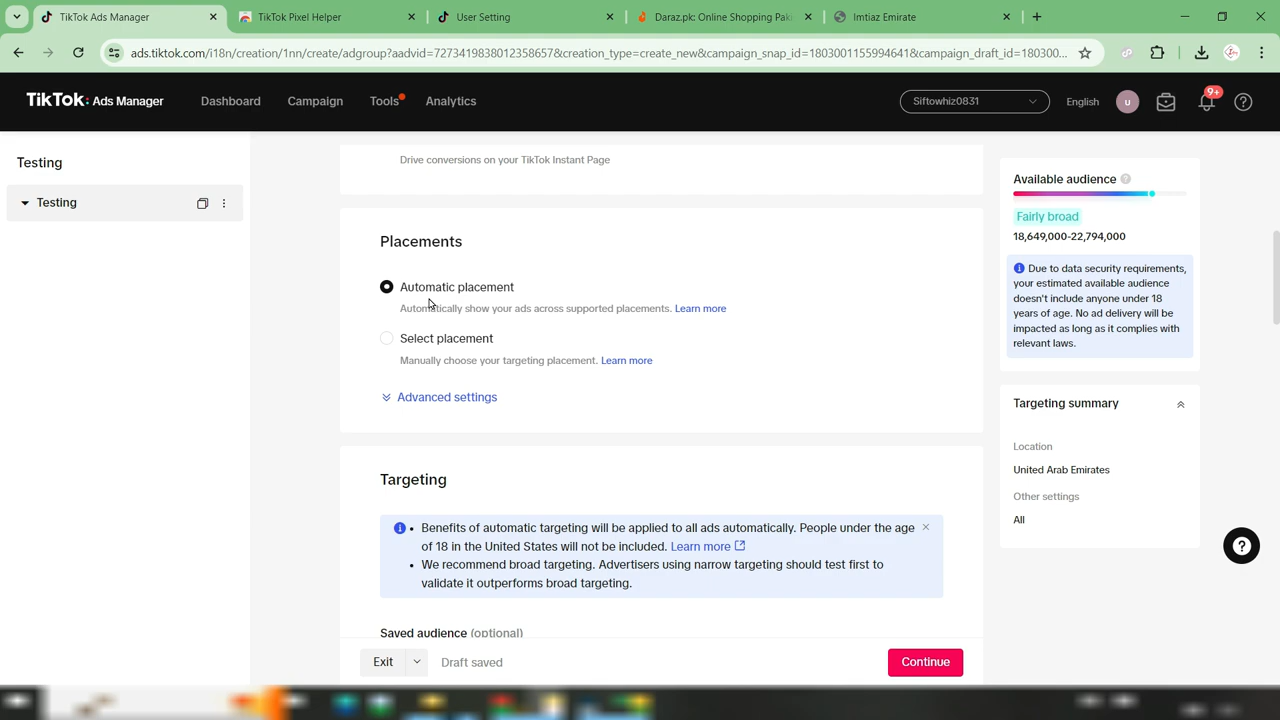 TikTok Ads Manager
TikTok Pixel Helper
User Setting
Daraz.pk: Online Shopping Paki
Imtiaz Emirate
ads.tiktok.com/i18n/creation/1nn/create/adgroup?aadvid=7273419838012358657&creation_type=create_new&campaign_snap_id=1803001155994641&campaign_draft_id=180300...
TikTok: Ads Manager
Dashboard
Campaign
Tools
Analytics
Siftowhiz0831
English
u
9+
Testing
Testing
Drive conversions on your TikTok Instant Page
Placements
Automatic placement
Automatically show your ads across supported placements. Learn more
Select placement
Manually choose your targeting placement. Learn more
Advanced settings
Targeting
• Benefits of automatic targeting will be applied to all ads automatically. People under the age
of 18 in the United States will not be included. Learn more
• We recommend broad targeting. Advertisers using narrow targeting should test first to
validate it outperforms broad targeting.
Saved audience (optional)
Exit
Draft saved
Continue
Available audience
Fairly broad
18,649,000-22,794,000
Due to data security requirements,
your estimated available audience
doesn't include anyone under 18
years of age. No ad delivery will be
impacted as long as it complies with
relevant laws.
Targeting summary
Location
United Arab Emirates
Other settings
All